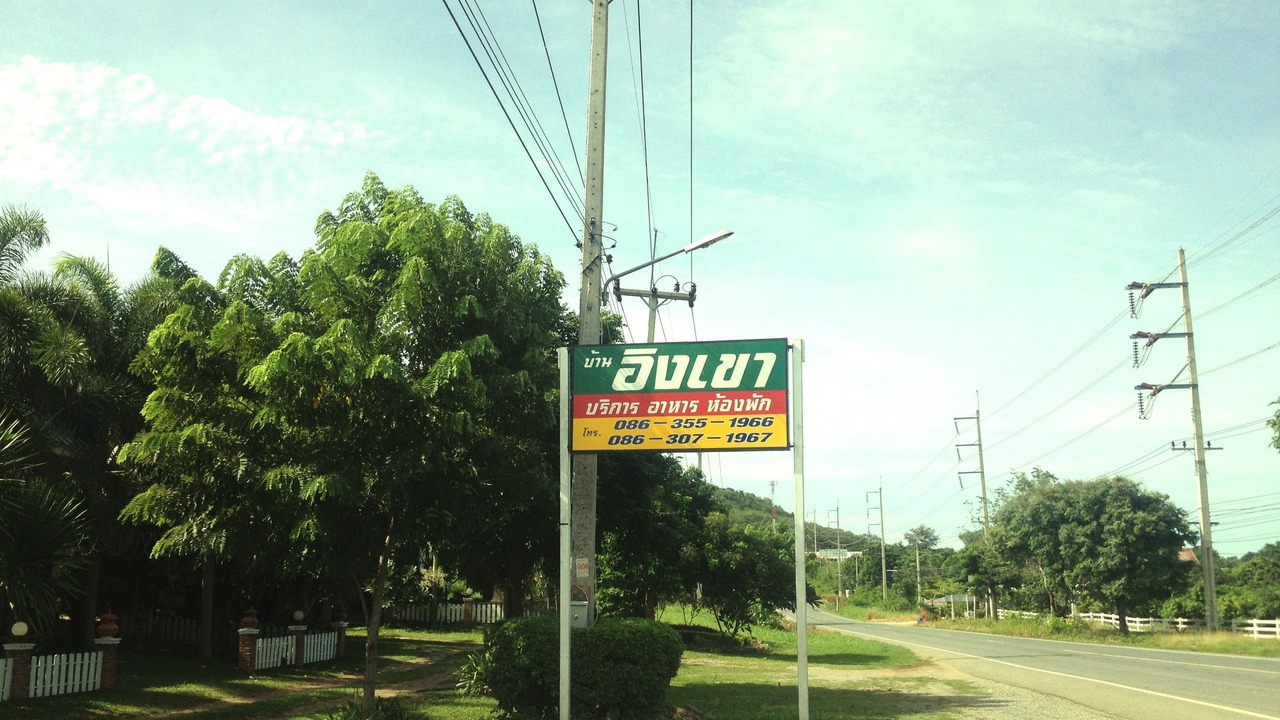 บ้าน อิงเขา
บริการ อาหาร ห้องพัก
โทร. 086-355-1966
086-307-1967